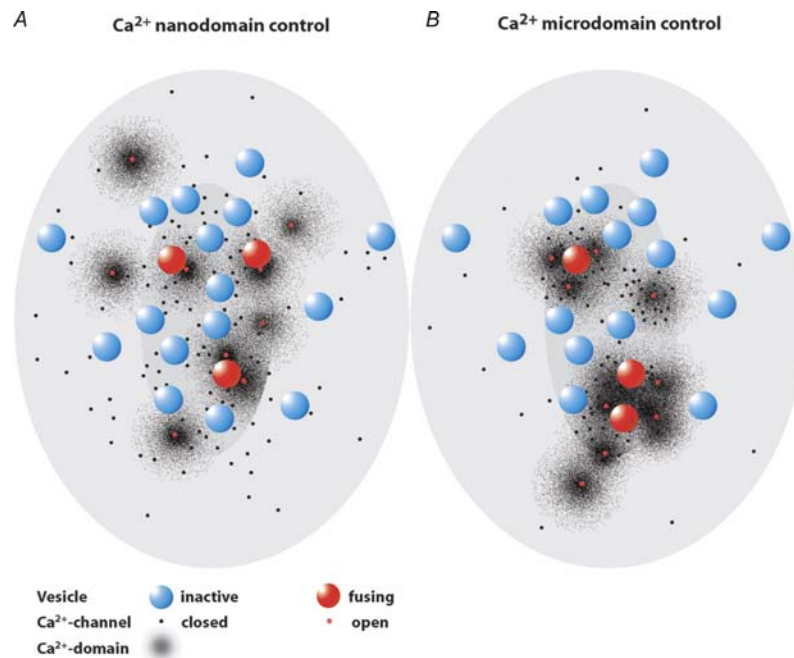 A
Ca²⁺ nanodomain control
B
Ca²⁺ microdomain control
Vesicle inactive fusing
Ca²⁺-channel closed open
Ca²⁺-domain